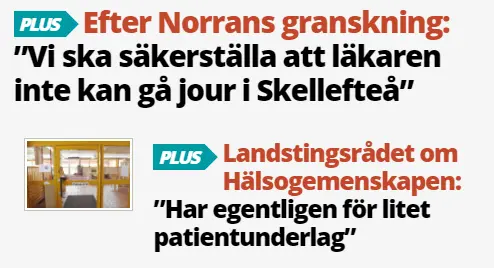 PLUS Efter Norrans granskning:
”Vi ska säkerställa att läkaren
inte kan gå jour i Skellefteå”
PLUS Landstingsrådet om
Hälsogemenskapen:
”Har egentligen för litet
patientunderlag”